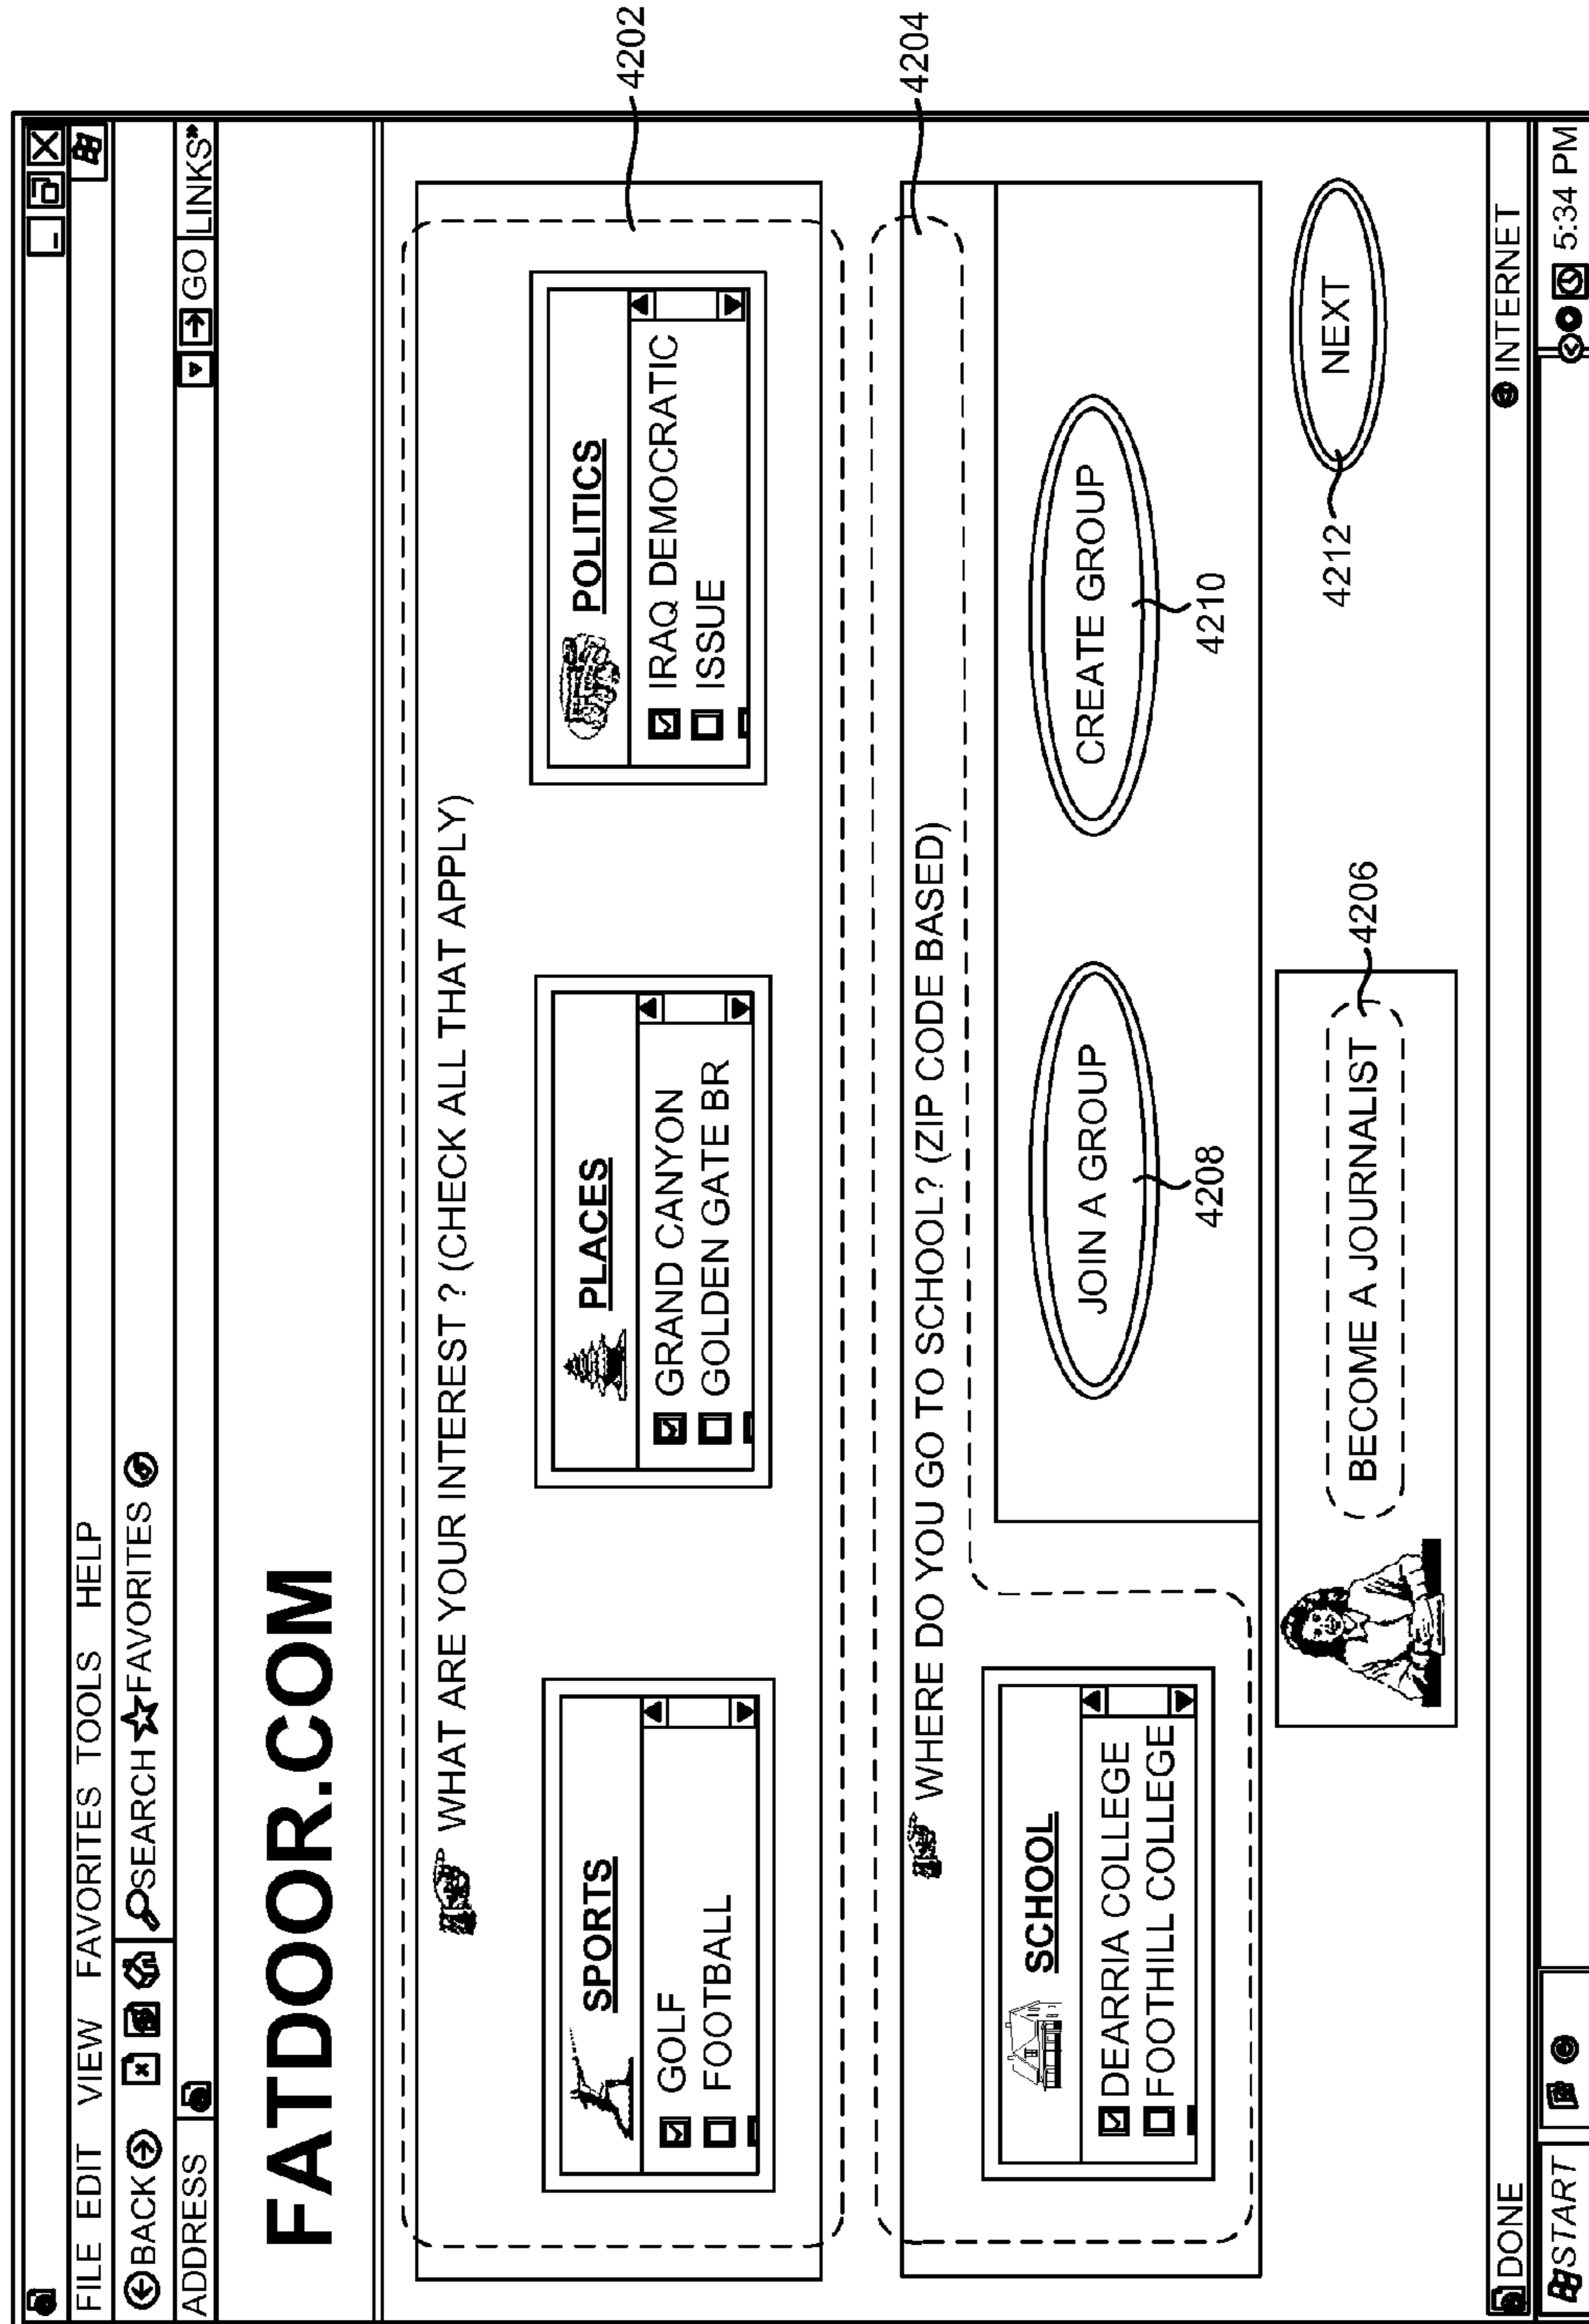 FILE EDIT VIEW FAVORITES TOOLS HELP
BACK SEARCH FAVORITES
ADDRESS GO LINKS»
FATDOOR.COM
WHAT ARE YOUR INTEREST ? (CHECK ALL THAT APPLY)
4202
SPORTS
GOLF
FOOTBALL
PLACES
GRAND CANYON
GOLDEN GATE BR
POLITICS
IRAQ DEMOCRATIC
ISSUE
WHERE DO YOU GO TO SCHOOL? (ZIP CODE BASED)
4204
SCHOOL
DEARRIA COLLEGE
FOOTHILL COLLEGE
JOIN A GROUP
4208
CREATE GROUP
4210
BECOME A JOURNALIST
4206
4212
NEXT
DONE INTERNET
START 5:34 PM